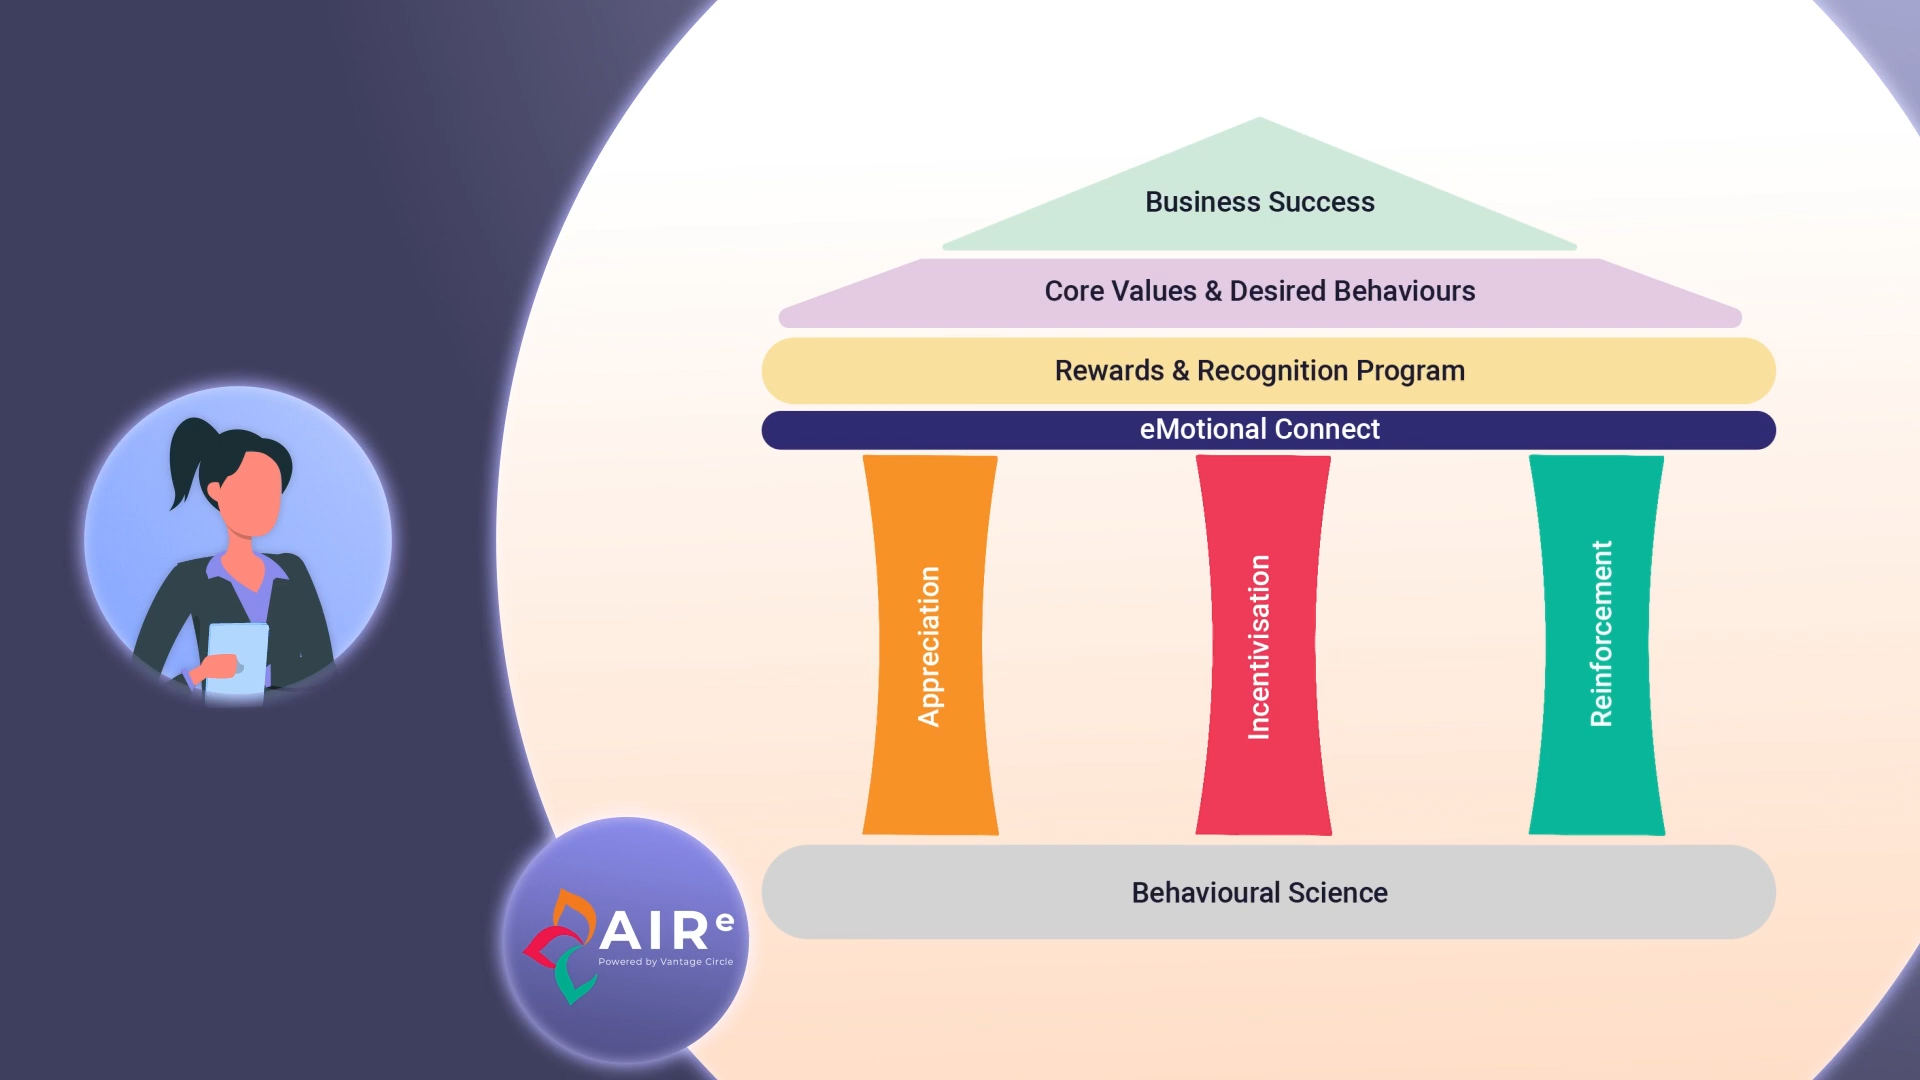 Business Success
Core Values & Desired Behaviours
Rewards & Recognition Program
eMotional Connect
Appreciation
Incentivisation
Reinforcement
Behavioural Science
AIRe
Powered by Vantage Circle